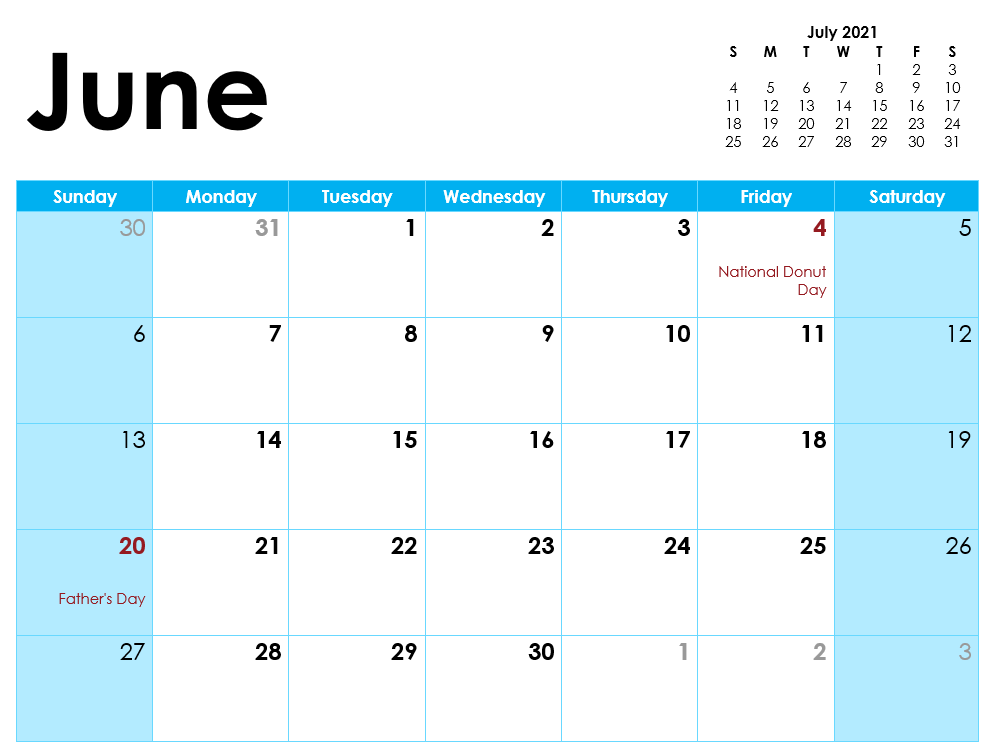 June
July 2021
S M T W T F S
1 2 3
4 5 6 7 8 9 10
11 12 13 14 15 16 17
18 19 20 21 22 23 24
25 26 27 28 29 30 31
Sunday Monday Tuesday Wednesday Thursday Friday Saturday
30 31 1 2 3 4 5
National Donut
Day
6 7 8 9 10 11 12
13 14 15 16 17 18 19
20 21 22 23 24 25 26
Father's Day
27 28 29 30 1 2 3